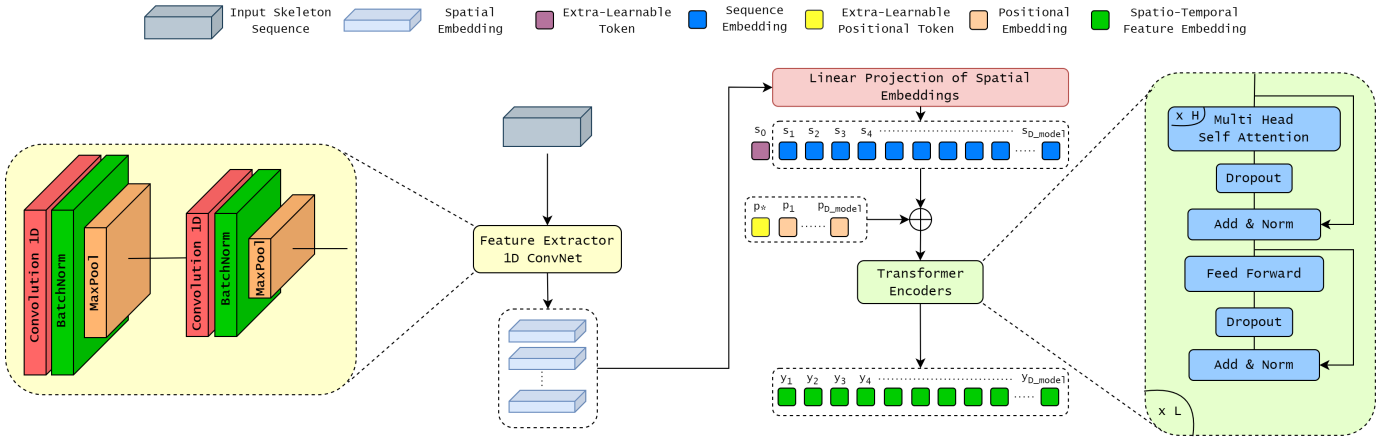 Input Skeleton
Sequence
Spatial
Embedding
Extra-Learnable
Token
Sequence
Embedding
Extra-Learnable
Positional Token
Positional
Embedding
Spatio-Temporal
Feature Embedding
Convolution 1D
BatchNorm
MaxPool
Convolution 1D
BatchNorm
MaxPool
Feature Extractor
1D ConvNet
Linear Projection of Spatial
Embeddings
s0 s1 s2 s3 s4 sD_model
p* p1 pD_model
Transformer
Encoders
y1 y2 y3 y4 yD_model
x H
Multi Head
Self Attention
Dropout
Add & Norm
Feed Forward
Dropout
Add & Norm
x L